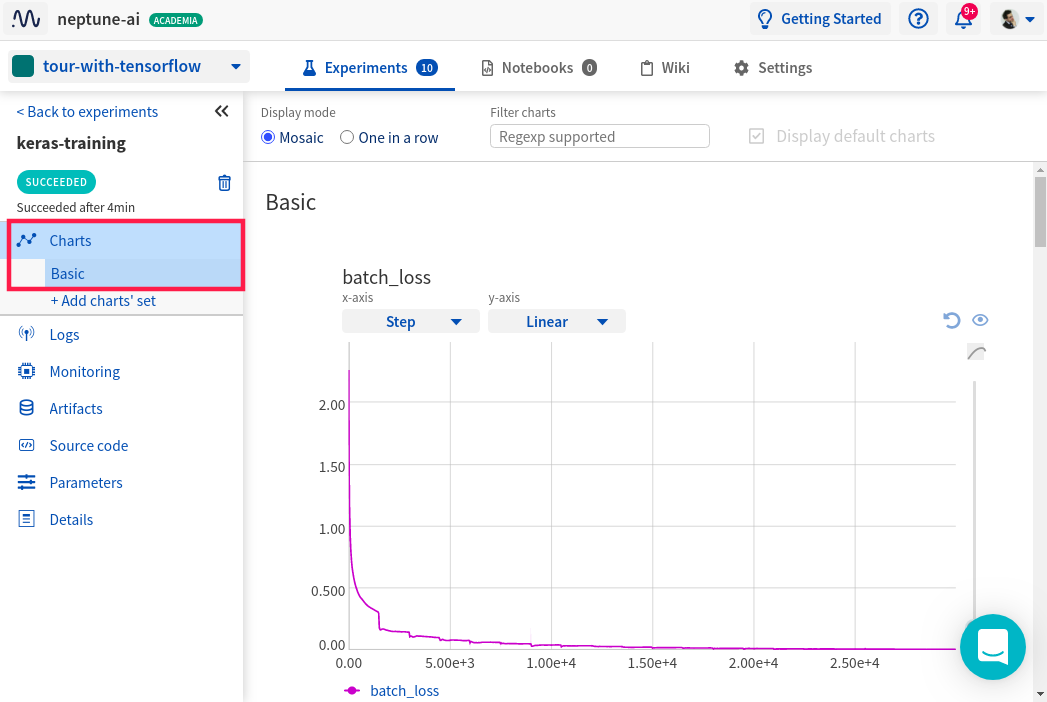 neptune-ai ACADEMIA Getting Started 9+
tour-with-tensorflow Experiments 10 Notebooks 0 Wiki Settings
< Back to experiments
keras-training
SUCCEEDED
Succeeded after 4min
Charts
Basic
+ Add charts' set
Logs
Monitoring
Artifacts
Source code
Parameters
Details
Display mode
Mosaic One in a row
Filter charts
Regexp supported
Display default charts
Basic
batch_loss
x-axis y-axis
Step Linear
2.00
1.50
1.00
0.500
0.00
0.00 5.00e+3 1.00e+4 1.50e+4 2.00e+4 2.50e+4
batch_loss